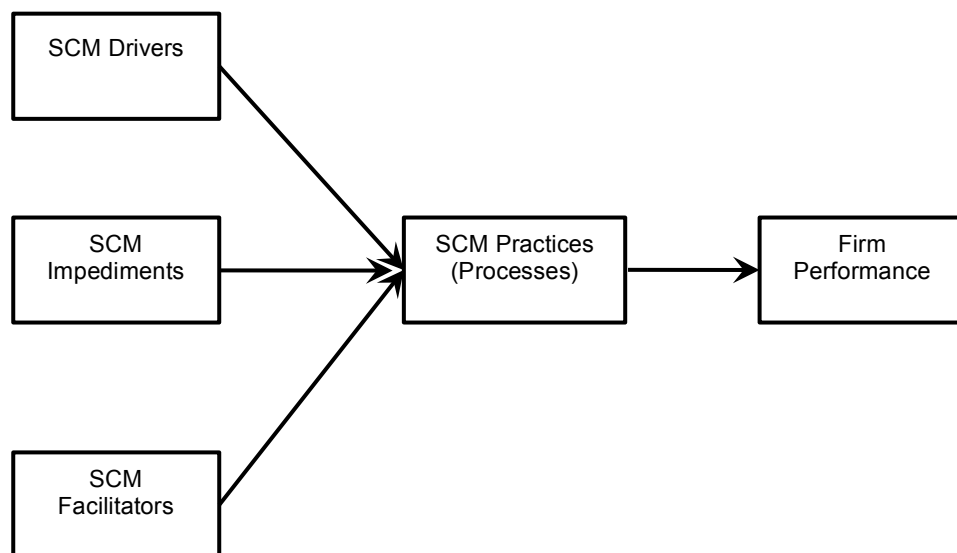 SCM Drivers
SCM
Impediments
SCM Practices
(Processes)
Firm
Performance
SCM
Facilitators